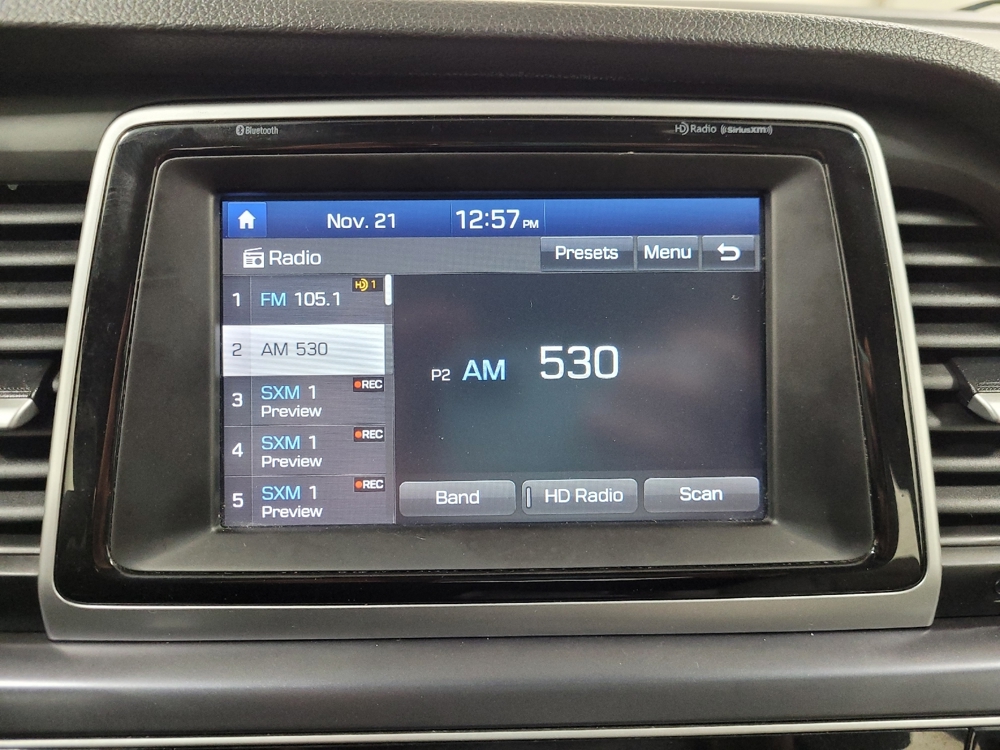 Bluetooth
HD Radio SiriusXM
Nov. 21 12:57 PM
Radio
Presets Menu
1 FM 105.1 HD 1
2 AM 530
3 SXM 1 REC
Preview
4 SXM 1 REC
Preview
5 SXM 1 REC
Preview
P2 AM 530
Band HD Radio Scan